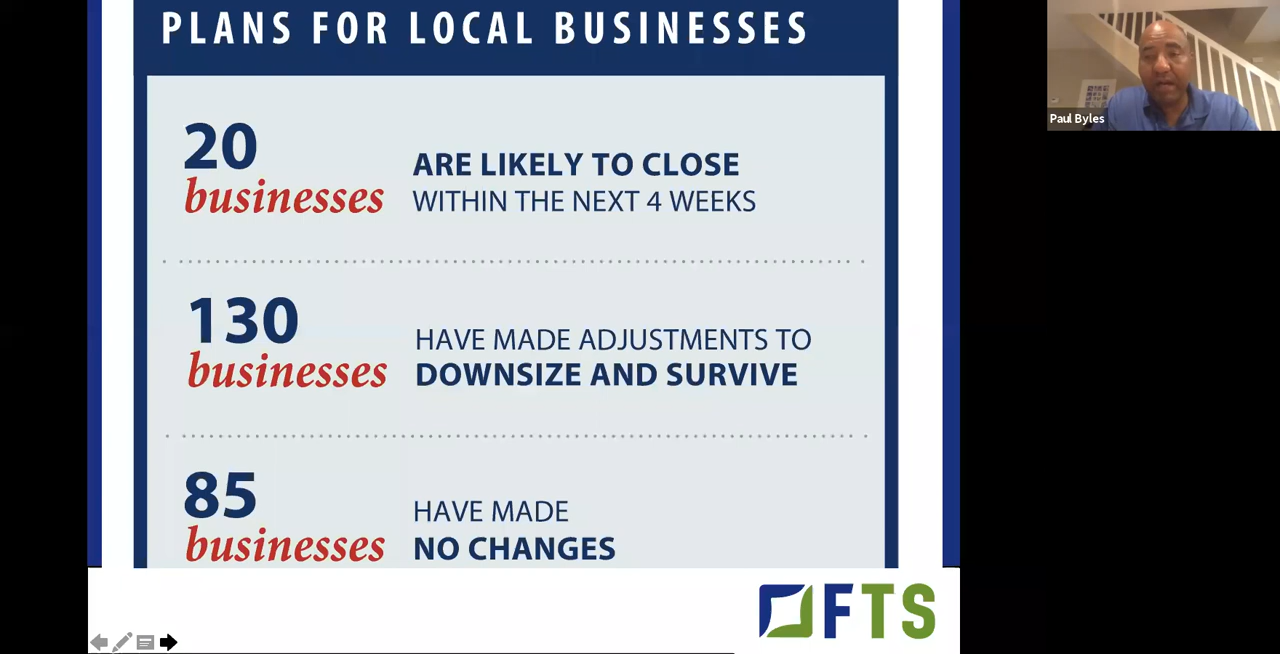 PLANS FOR LOCAL BUSINESSES
20
businesses
ARE LIKELY TO CLOSE
WITHIN THE NEXT 4 WEEKS
130
businesses
HAVE MADE ADJUSTMENTS TO
DOWNSIZE AND SURVIVE
85
businesses
HAVE MADE
NO CHANGES
FTS
Paul Byles